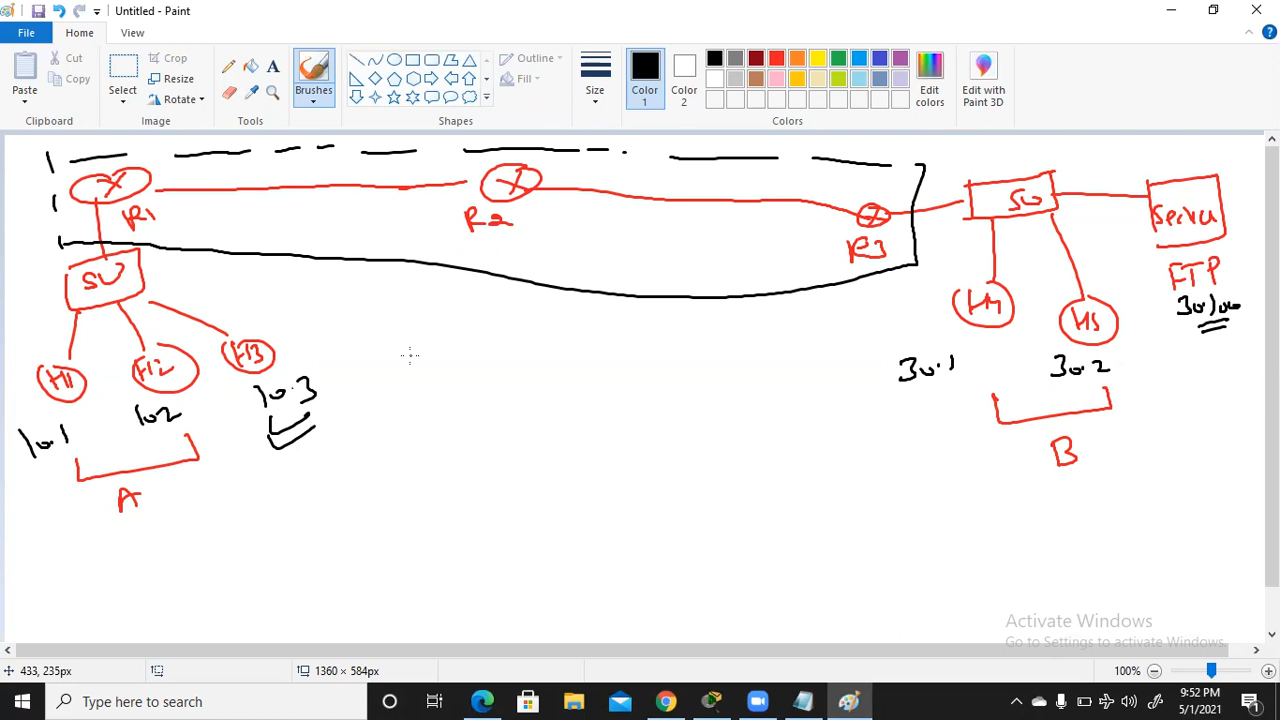 Untitled - Paint
File Home View
Paste
Cut
Copy
Clipboard
Select
Crop
Resize
Rotate
Image
A
Tools
Brushes
Outline
Fill
Shapes
Size
Color 1
Color 2
Edit colors
Colors
Edit with Paint 3D
R1
R2
R3
SW
SW
Server
FTP
H1
H2
H3
H4
H5
10.1
10.2
10.3
30.1
30.2
30.100
A
B
Activate Windows
Go to Settings to activate Windows.
433, 235px
1360 × 584px
100%
Type here to search
9:52 PM
5/1/2021